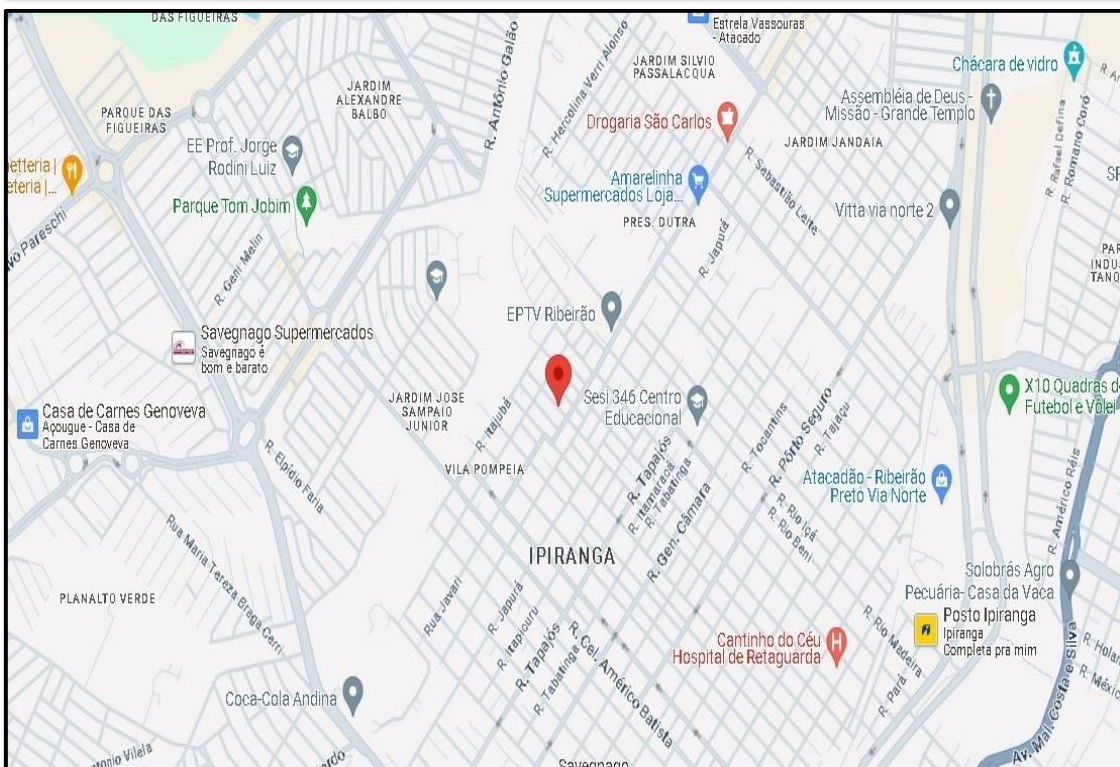 DAS FIGUEIRAS
Estrela Vassouras
- Atacado
JARDIM SILVIO
PASSALACQUA
Chácara de vidro
R. Antônio Galão
R. Hercolina Verri Alonso
JARDIM
ALEXANDRE
BALBO
PARQUE DAS
FIGUEIRAS
Assembléia de Deus -
Missão - Grande Templo
Drogaria São Carlos
JARDIM JANDAIA
R. Rafael Defina
R. Romano Coró
EE Prof. Jorge
Rodini Luiz
Amarelinha
Supermercados Loja...
R. Sebastião Leite
Parque Tom Jobim
PRES. DUTRA
Vitta via norte 2
R. Geni Melin
R. Japurá
EPTV Ribeirão
Savegnago Supermercados
Savegnago é
bom e barato
JARDIM JOSE
SAMPAIO
JUNIOR
Sesi 346 Centro
Educacional
X10 Quadras de
Futebol e Vôlei
Casa de Carnes Genoveva
Açougue - Casa de
Carnes Genoveva
R. Itajubá
R. Tocantins
R. Pôrto Seguro
R. Tajaçu
R. Elpídio Faria
VILA POMPEIA
R. Tapajós
R. Itamaracá
R. Tabatinga
R. Gen. Câmara
Atacadão - Ribeirão
Preto Via Norte
R. Rio Içá
R. Rio Beni
R. Américo Réis
Rua Maria Tereza Braga Cerri
IPIRANGA
PLANALTO VERDE
Rua Javari
R. Japurá
R. Itapicuru
R. Tapajós
R. Tabatinga
R. Cel. Américo Batista
Solobrás Agro
Pecuária- Casa da Vaca
Posto Ipiranga
Ipiranga
Completa pra mim
Cantinho do Céu
Hospital de Retaguarda
R. Rio Madeira
R. Pará
Coca-Cola Andina
Av. Mal. Costa e Silva
Savegnago